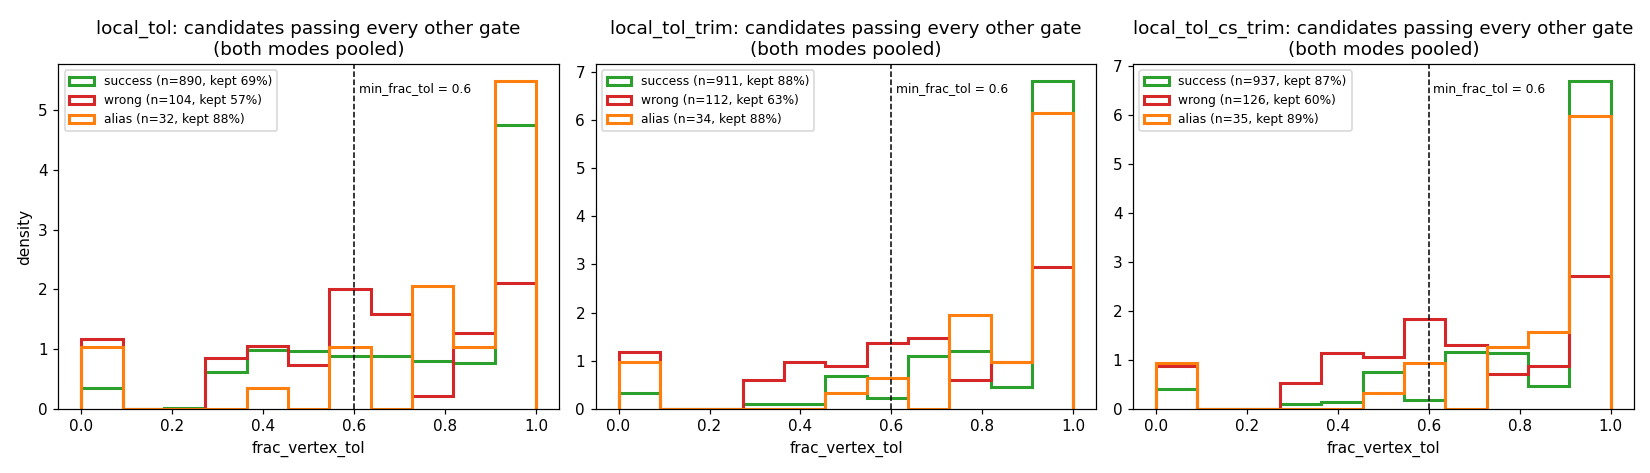 local_tol: candidates passing every other gate
(both modes pooled)
success (n=890, kept 69%)
wrong (n=104, kept 57%)
alias (n=32, kept 88%)
min_frac_tol = 0.6
density
0
1
2
3
4
5
0.0 0.2 0.4 0.6 0.8 1.0
frac_vertex_tol
local_tol_trim: candidates passing every other gate
(both modes pooled)
success (n=911, kept 88%)
wrong (n=112, kept 63%)
alias (n=34, kept 88%)
min_frac_tol = 0.6
0
1
2
3
4
5
6
7
0.0 0.2 0.4 0.6 0.8 1.0
frac_vertex_tol
local_tol_cs_trim: candidates passing every other gate
(both modes pooled)
success (n=937, kept 87%)
wrong (n=126, kept 60%)
alias (n=35, kept 89%)
min_frac_tol = 0.6
0
1
2
3
4
5
6
7
0.0 0.2 0.4 0.6 0.8 1.0
frac_vertex_tol